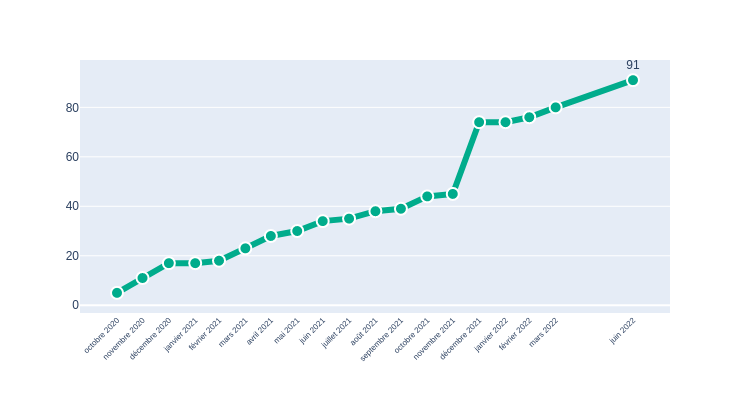 91
80
60
40
20
0
octobre 2020
novembre 2020
décembre 2020
janvier 2021
février 2021
mars 2021
avril 2021
mai 2021
juin 2021
juillet 2021
août 2021
septembre 2021
octobre 2021
novembre 2021
décembre 2021
janvier 2022
février 2022
mars 2022
juin 2022